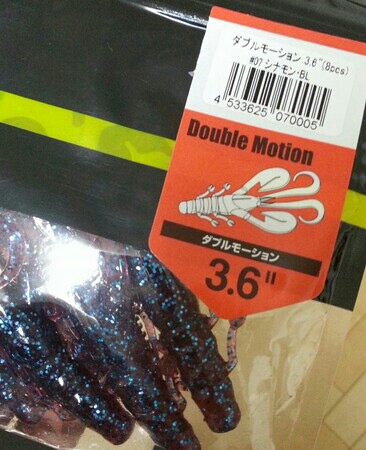 ダブルモーション 3.6"(8pcs)
#07 シナモン・BL
4 533625 070005
Double Motion
ダブルモーション
3.6"